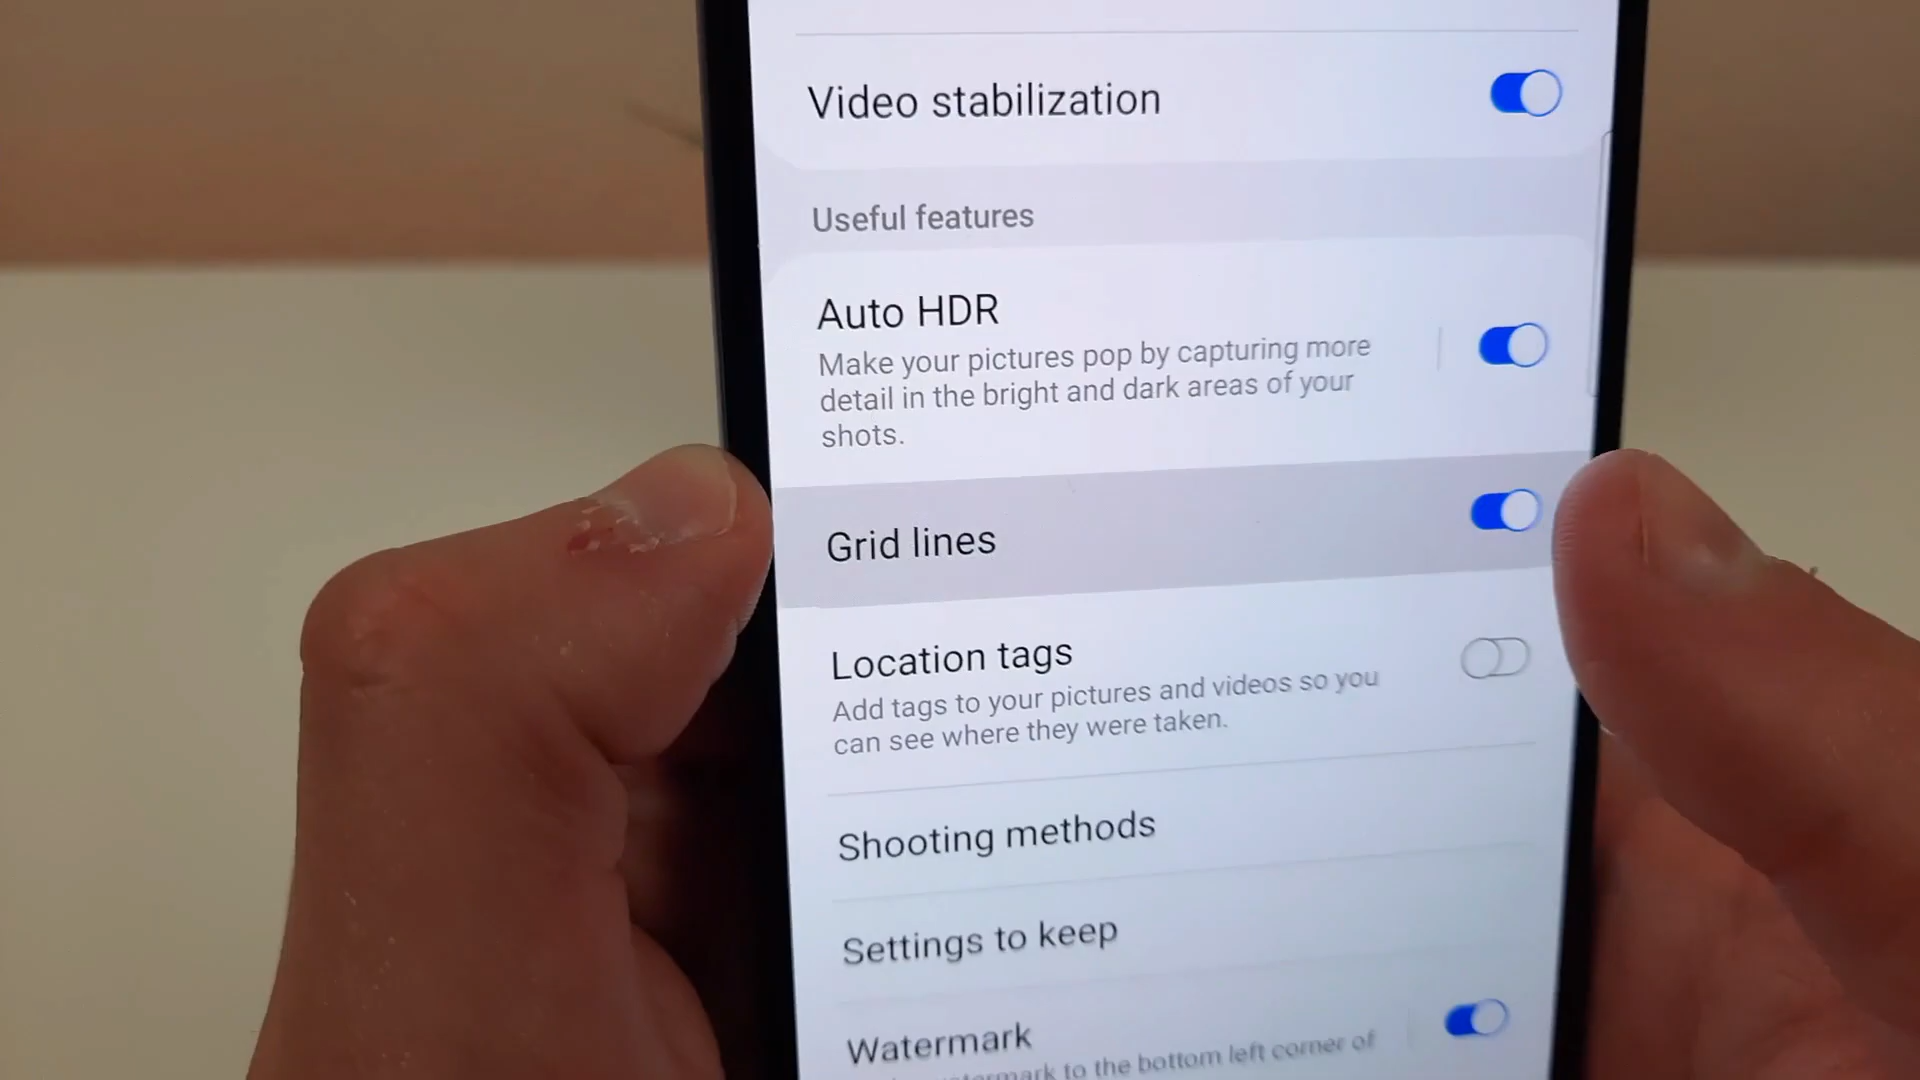 Video stabilization
Useful features
Auto HDR
Make your pictures pop by capturing more
detail in the bright and dark areas of your
shots.
Grid lines
Location tags
Add tags to your pictures and videos so you
can see where they were taken.
Shooting methods
Settings to keep
Watermark
to the bottom left corner of